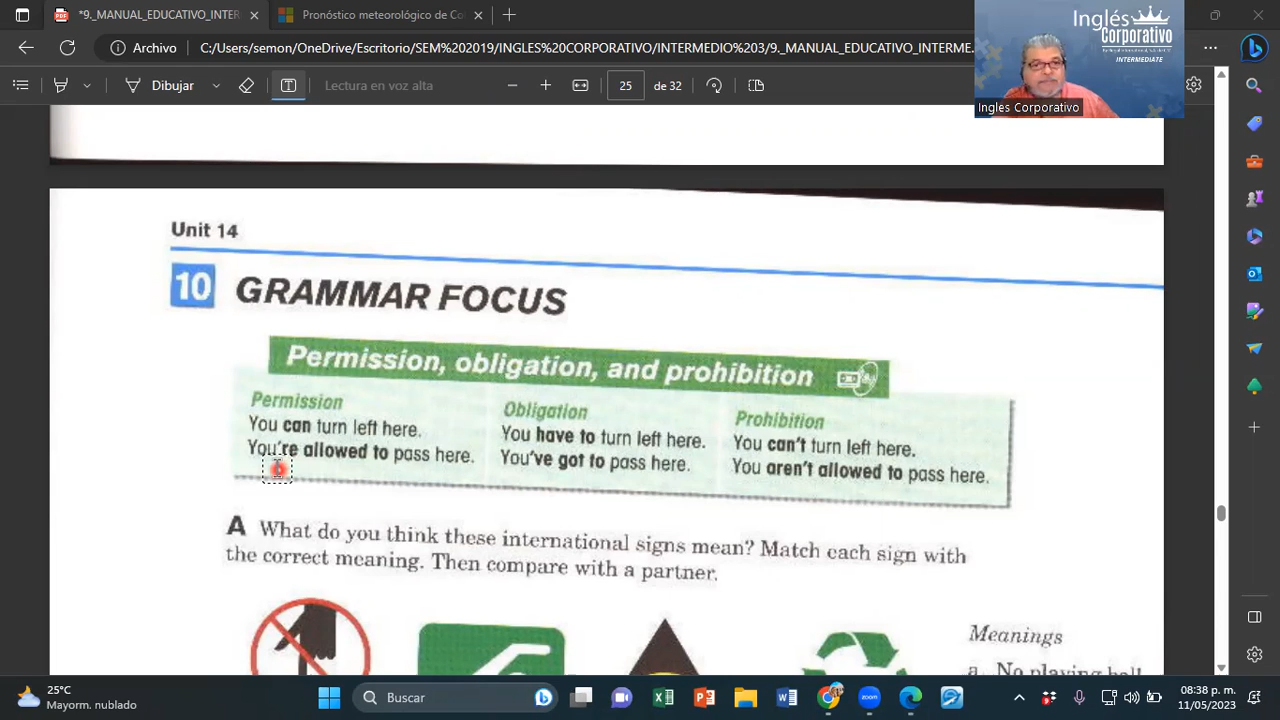 *9._MANUAL_EDUCATIVO_INTERM
Pronóstico meteorológico de Co
Archivo
C:/Users/semon/OneDrive/Escritorio/SEM%202019/INGLES%20CORPORATIVO/INTERMEDIO%203/9._MANUAL_EDUCATIVO_INTERME...
Dibujar
Lectura en voz alta
25
de 32
Inglés
Corporativo
INTERMEDIATE
Ingles Corporativo
Unit 14
10 GRAMMAR FOCUS
Permission, obligation, and prohibition
Permission
You can turn left here.
You're allowed to pass here.
Obligation
You have to turn left here.
You've got to pass here.
Prohibition
You can't turn left here.
You aren't allowed to pass here.
A What do you think these international signs mean? Match each sign with
the correct meaning. Then compare with a partner.
Meanings
a. No playing ball
25°C
Mayorm. nublado
Buscar
08:38 p. m.
11/05/2023